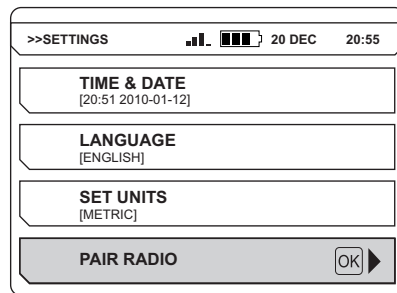 >>SETTINGS 20 DEC 20:55
TIME & DATE
[20:51 2010-01-12]
LANGUAGE
[ENGLISH]
SET UNITS
[METRIC]
PAIR RADIO OK